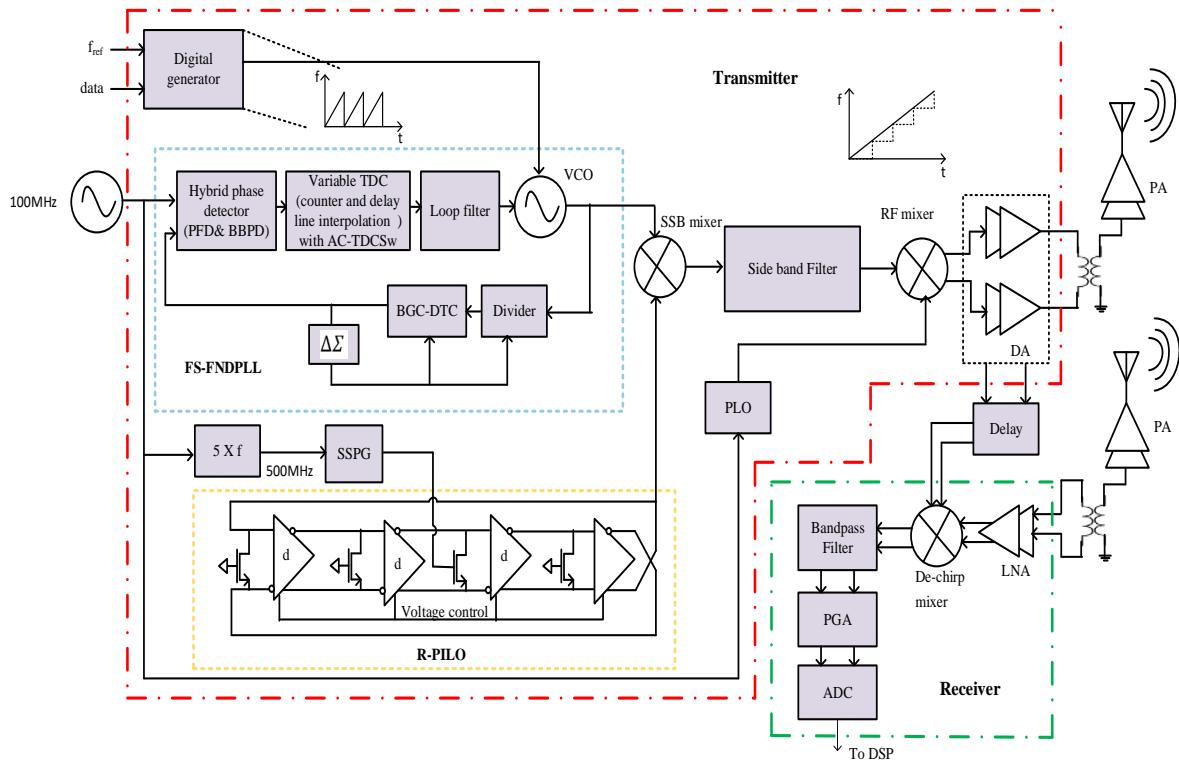 f_ref
data
Digital
generator
f
t
Transmitter
f
t
PA
100MHz
Hybrid phase
detector
(PFD& BBPD)
Variable TDC
(counter and delay
line interpolation )
with AC-TDCSw
Loop filter
VCO
SSB mixer
Side band Filter
RF mixer
DA
BGC-DTC
Divider
ΔΣ
FS-FNDPLL
PLO
Delay
PA
5 X f
500MHz
SSPG
d
d
d
Voltage control
R-PILO
Bandpass
Filter
De-chirp
mixer
LNA
PGA
ADC
Receiver
To DSP